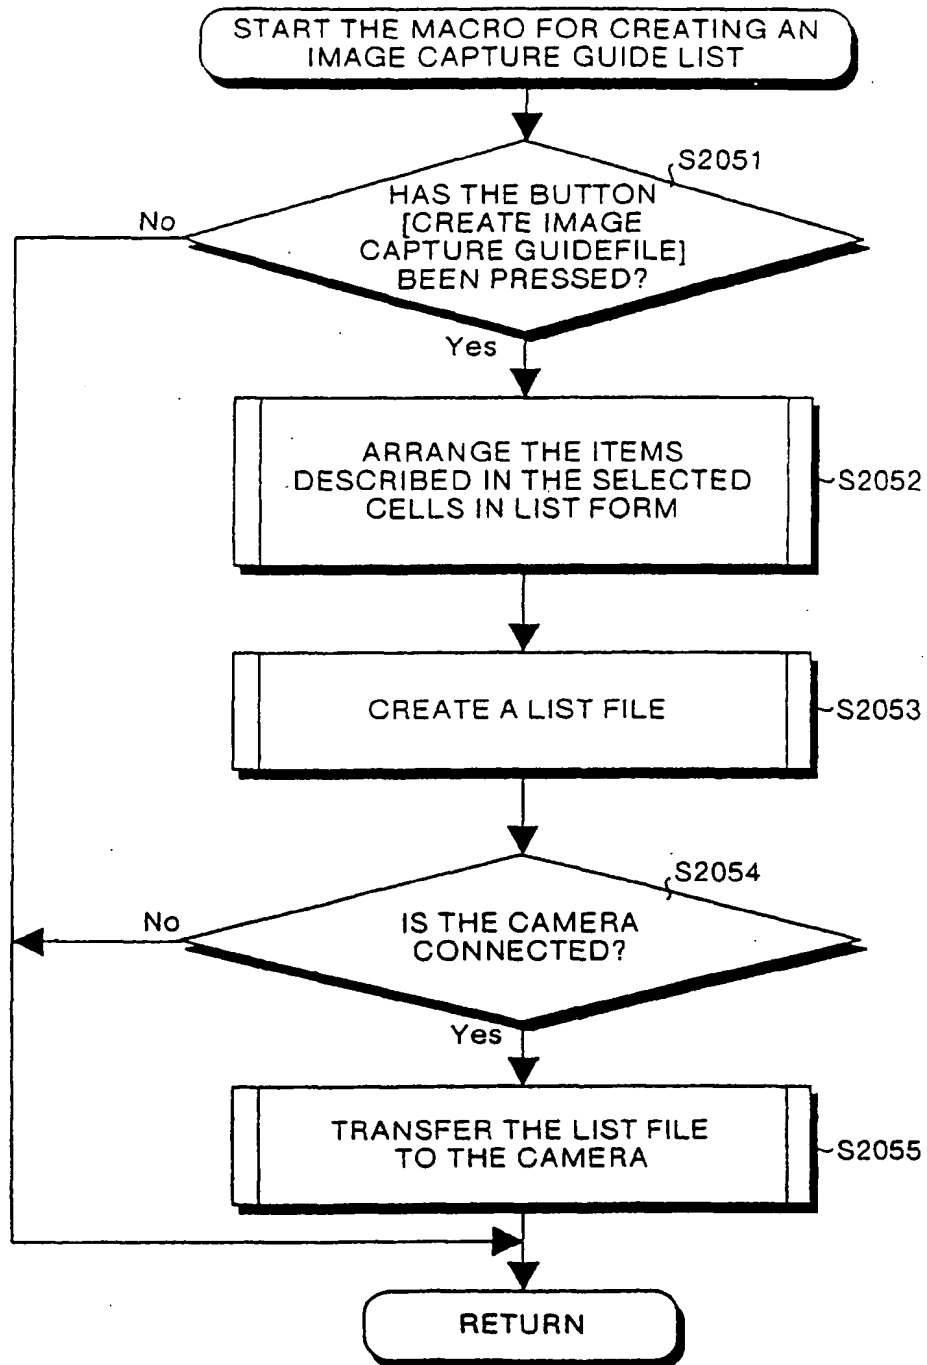 START THE MACRO FOR CREATING AN
IMAGE CAPTURE GUIDE LIST
S2051
HAS THE BUTTON
[CREATE IMAGE
CAPTURE GUIDEFILE]
BEEN PRESSED?
No
Yes
ARRANGE THE ITEMS
DESCRIBED IN THE SELECTED
CELLS IN LIST FORM
S2052
CREATE A LIST FILE
S2053
S2054
IS THE CAMERA
CONNECTED?
No
Yes
TRANSFER THE LIST FILE
TO THE CAMERA
S2055
RETURN